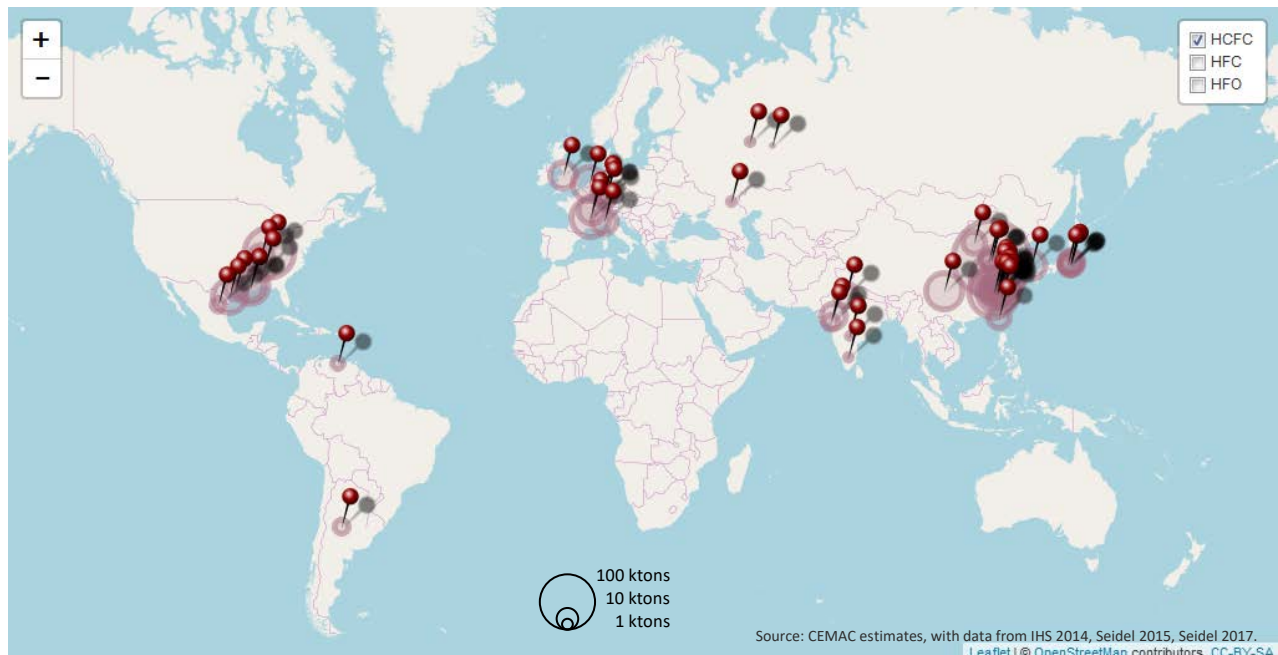 +
−
HCFC
HFC
HFO
100 ktons
10 ktons
1 ktons
Source: CEMAC estimates, with data from IHS 2014, Seidel 2015, Seidel 2017.
Leaflet | © OpenStreetMap contributors, CC-BY-SA